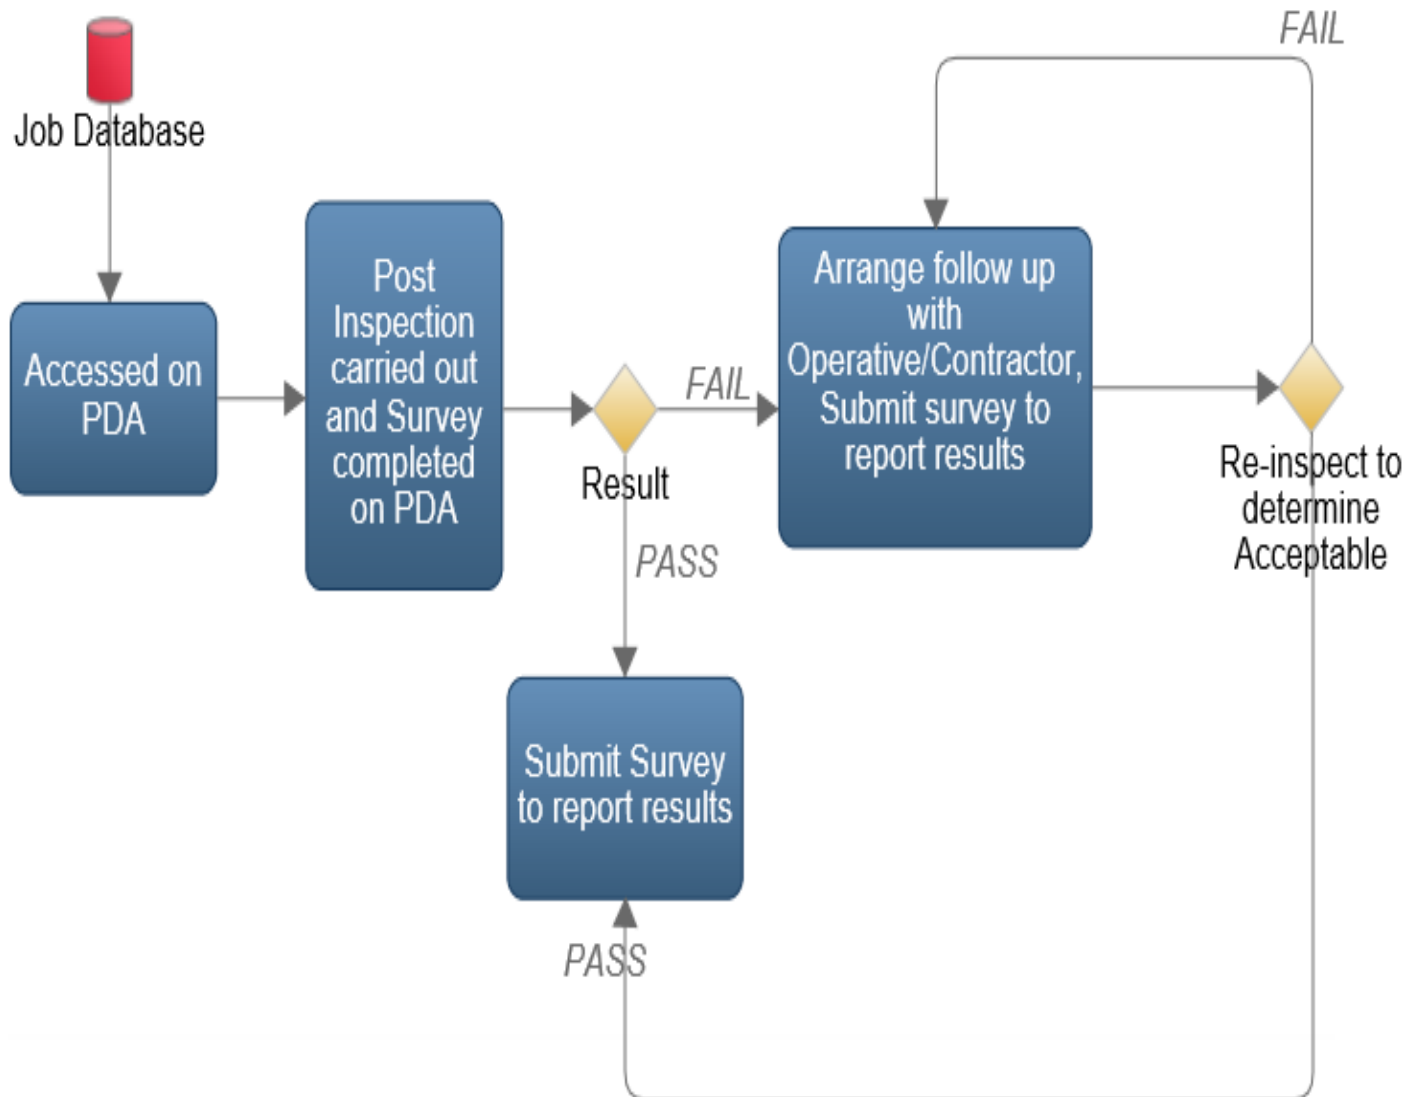 Job Database
Accessed on
PDA
Post
Inspection
carried out
and Survey
completed
on PDA
Result
FAIL
PASS
Arrange follow up
with
Operative/Contractor,
Submit survey to
report results
FAIL
Re-inspect to
determine
Acceptable
Submit Survey
to report results
PASS